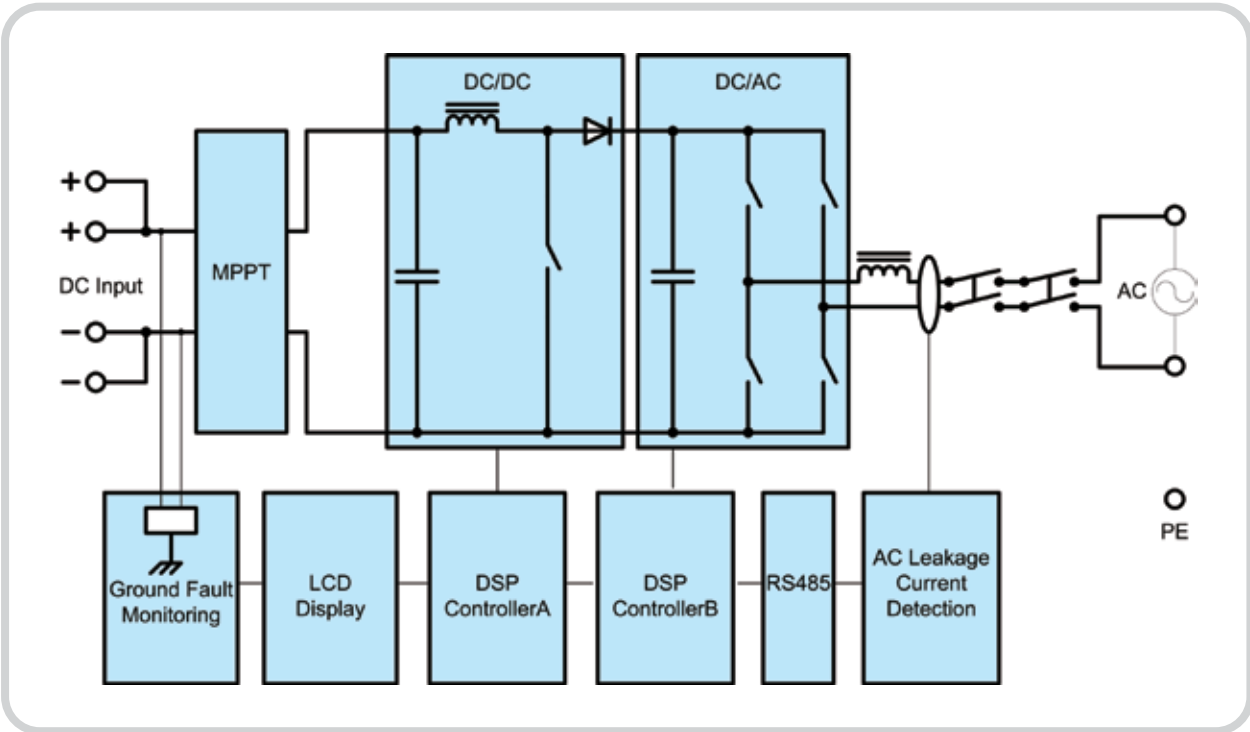 DC/DC
DC/AC
+
+
DC Input
−
−
MPPT
AC
PE
Ground Fault
Monitoring
LCD
Display
DSP
ControllerA
DSP
ControllerB
RS485
AC Leakage
Current
Detection